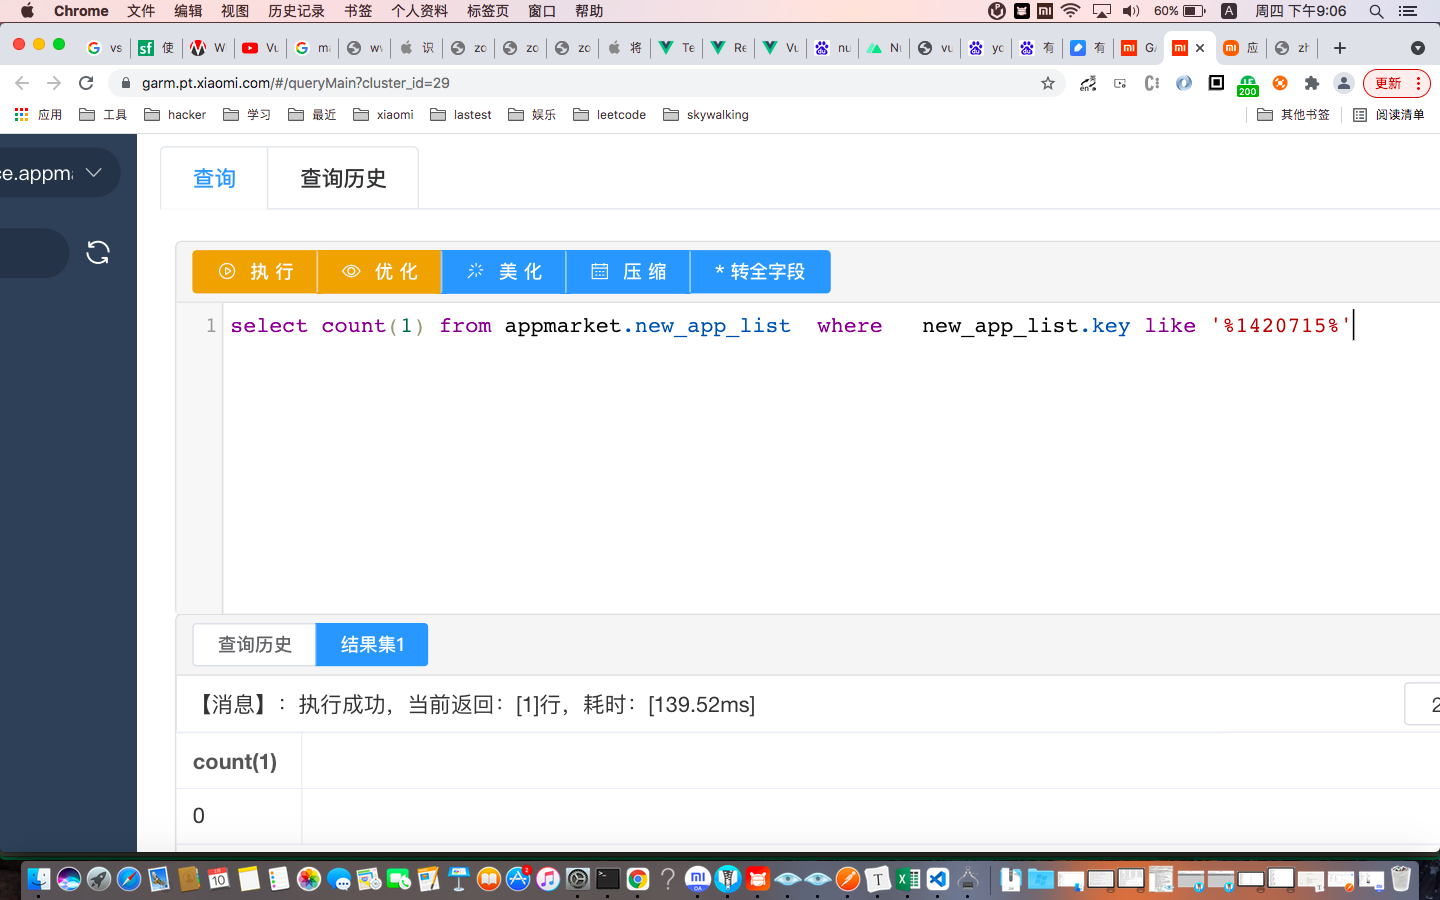 Chrome 文件 编辑 视图 历史记录 书签 个人资料 标签页 窗口 帮助 60% A 周四 下午9:06
vs 使 W Vu m wv 识 zo zo zo 将 Te Re Vu nu Nu vu yc 有 有 G 应 zh
garm.pt.xiaomi.com/#/queryMain?cluster_id=29 200 更新
应用 工具 hacker 学习 最近 xiaomi lastest 娱乐 leetcode skywalking 其他书签 阅读清单
ce.appma
查询 查询历史
执 行 优 化 美 化 压 缩 * 转全字段
1 select count(1) from appmarket.new_app_list where new_app_list.key like '%1420715%'
查询历史 结果集1
【消息】：执行成功，当前返回：[1]行，耗时：[139.52ms] 2
count(1)
0